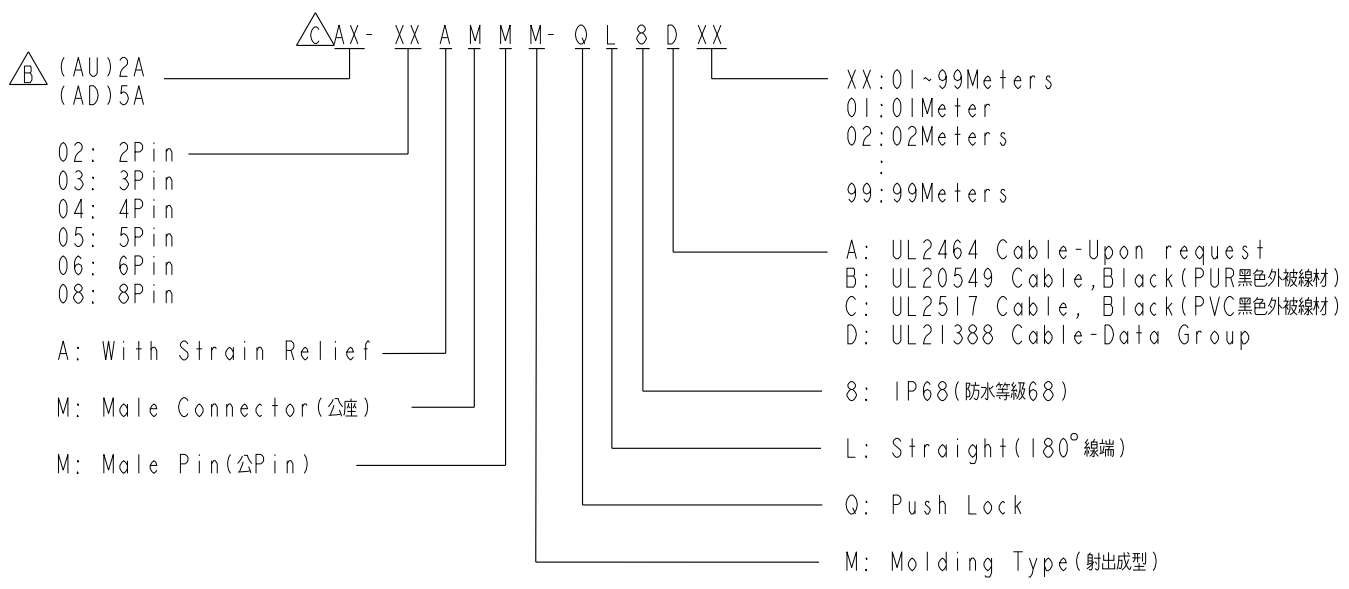 C AX- XX A M M M- Q L 8 D XX
B (AU)2A
(AD)5A
02: 2Pin
03: 3Pin
04: 4Pin
05: 5Pin
06: 6Pin
08: 8Pin
A: With Strain Relief
M: Male Connector(公座)
M: Male Pin(公Pin)
XX:01~99Meters
01:01Meter
02:02Meters
:
99:99Meters
A: UL2464 Cable-Upon request
B: UL20549 Cable,Black(PUR黑色外被線材)
C: UL2517 Cable, Black(PVC黑色外被線材)
D: UL21388 Cable-Data Group
8: IP68(防水等級68)
L: Straight(180°線端)
Q: Push Lock
M: Molding Type(射出成型)